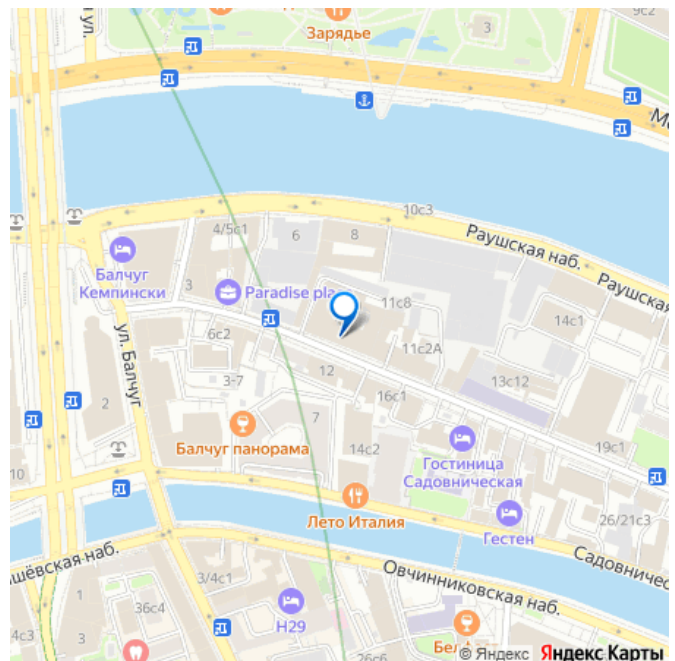 9с2
Зарядье
3
ул.
10с3
4/5с1
6
8
Раушская наб.
Раушская
Балчуг
Кемпински
3
Paradise pla
11с8
14с1
6с2
11с2А
ул. Балчуг
3-7
12
13с12
2
7
16с1
Балчуг панорама
14с2
19с1
Гостиница
Садовническая
10
Лето Италия
26/21с3
Гестен
Садовничес
шёвская наб.
Овчинниковская наб.
3/4с1
36с4
1
Н29
4с3
3
26с6
© Яндекс
Яндекс Карты